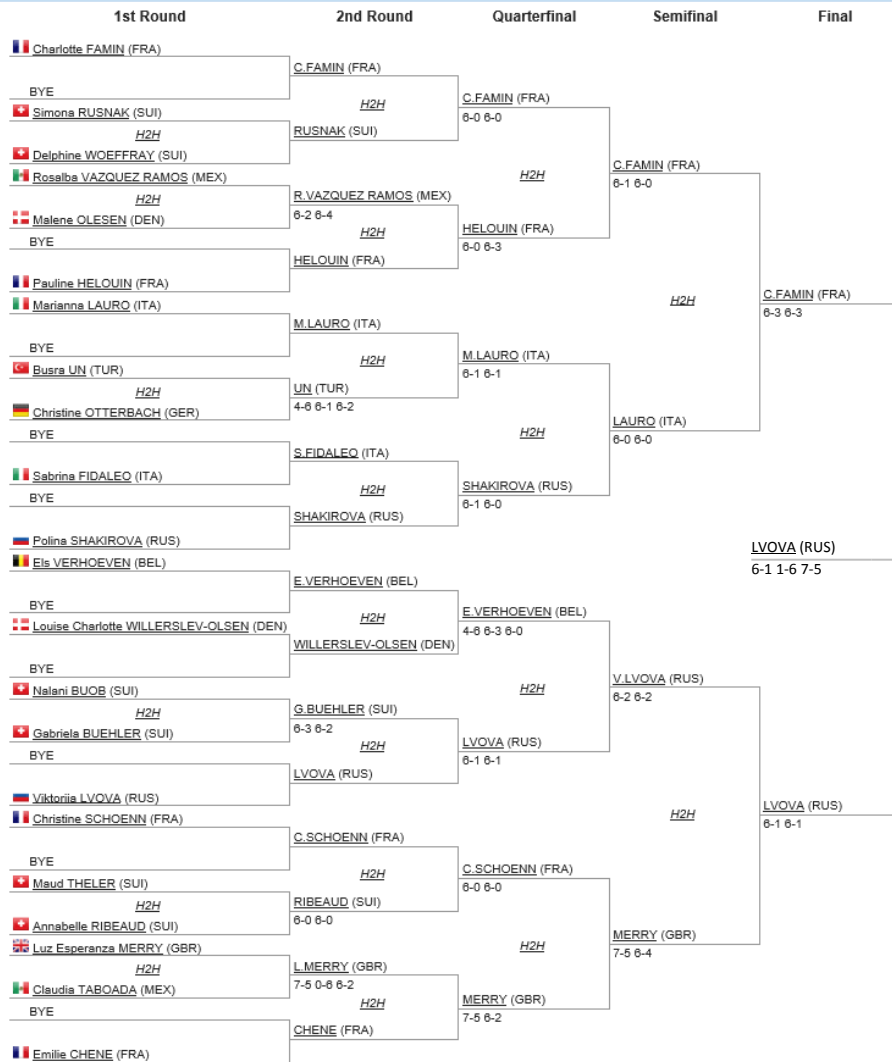 1st Round 2nd Round Quarterfinal Semifinal Final
Charlotte FAMIN (FRA)
C.FAMIN (FRA)
BYE
H2H
C.FAMIN (FRA)
6-0 6-0
Simona RUSNAK (SUI)
H2H
RUSNAK (SUI)
Delphine WOEFFRAY (SUI)
H2H
C.FAMIN (FRA)
6-1 6-0
Rosalba VAZQUEZ RAMOS (MEX)
H2H
R.VAZQUEZ RAMOS (MEX)
6-2 6-4
Malene OLESEN (DEN)
H2H
HELOUIN (FRA)
6-0 6-3
BYE
HELOUIN (FRA)
Pauline HELOUIN (FRA)
H2H
C.FAMIN (FRA)
6-3 6-3
Marianna LAURO (ITA)
M.LAURO (ITA)
BYE
H2H
M.LAURO (ITA)
6-1 6-1
Busra UN (TUR)
H2H
UN (TUR)
4-6 6-1 6-2
Christine OTTERBACH (GER)
H2H
LAURO (ITA)
6-0 6-0
BYE
S.FIDALEO (ITA)
Sabrina FIDALEO (ITA)
H2H
SHAKIROVA (RUS)
6-1 6-0
BYE
SHAKIROVA (RUS)
Polina SHAKIROVA (RUS)
LVOVA (RUS)
6-1 1-6 7-5
Els VERHOEVEN (BEL)
E.VERHOEVEN (BEL)
BYE
H2H
E.VERHOEVEN (BEL)
4-6 6-3 6-0
Louise Charlotte WILLERSLEV-OLSEN (DEN)
WILLERSLEV-OLSEN (DEN)
BYE
H2H
V.LVOVA (RUS)
6-2 6-2
Nalani BUOB (SUI)
H2H
G.BUEHLER (SUI)
6-3 6-2
Gabriela BUEHLER (SUI)
H2H
LVOVA (RUS)
6-1 6-1
BYE
LVOVA (RUS)
Viktoriia LVOVA (RUS)
H2H
LVOVA (RUS)
6-1 6-1
Christine SCHOENN (FRA)
C.SCHOENN (FRA)
BYE
H2H
C.SCHOENN (FRA)
6-0 6-0
Maud THELER (SUI)
H2H
RIBEAUD (SUI)
6-0 6-0
Annabelle RIBEAUD (SUI)
H2H
MERRY (GBR)
7-5 6-4
Luz Esperanza MERRY (GBR)
H2H
L.MERRY (GBR)
7-5 0-6 6-2
Claudia TABOADA (MEX)
H2H
MERRY (GBR)
7-5 6-2
BYE
CHENE (FRA)
Emilie CHENE (FRA)